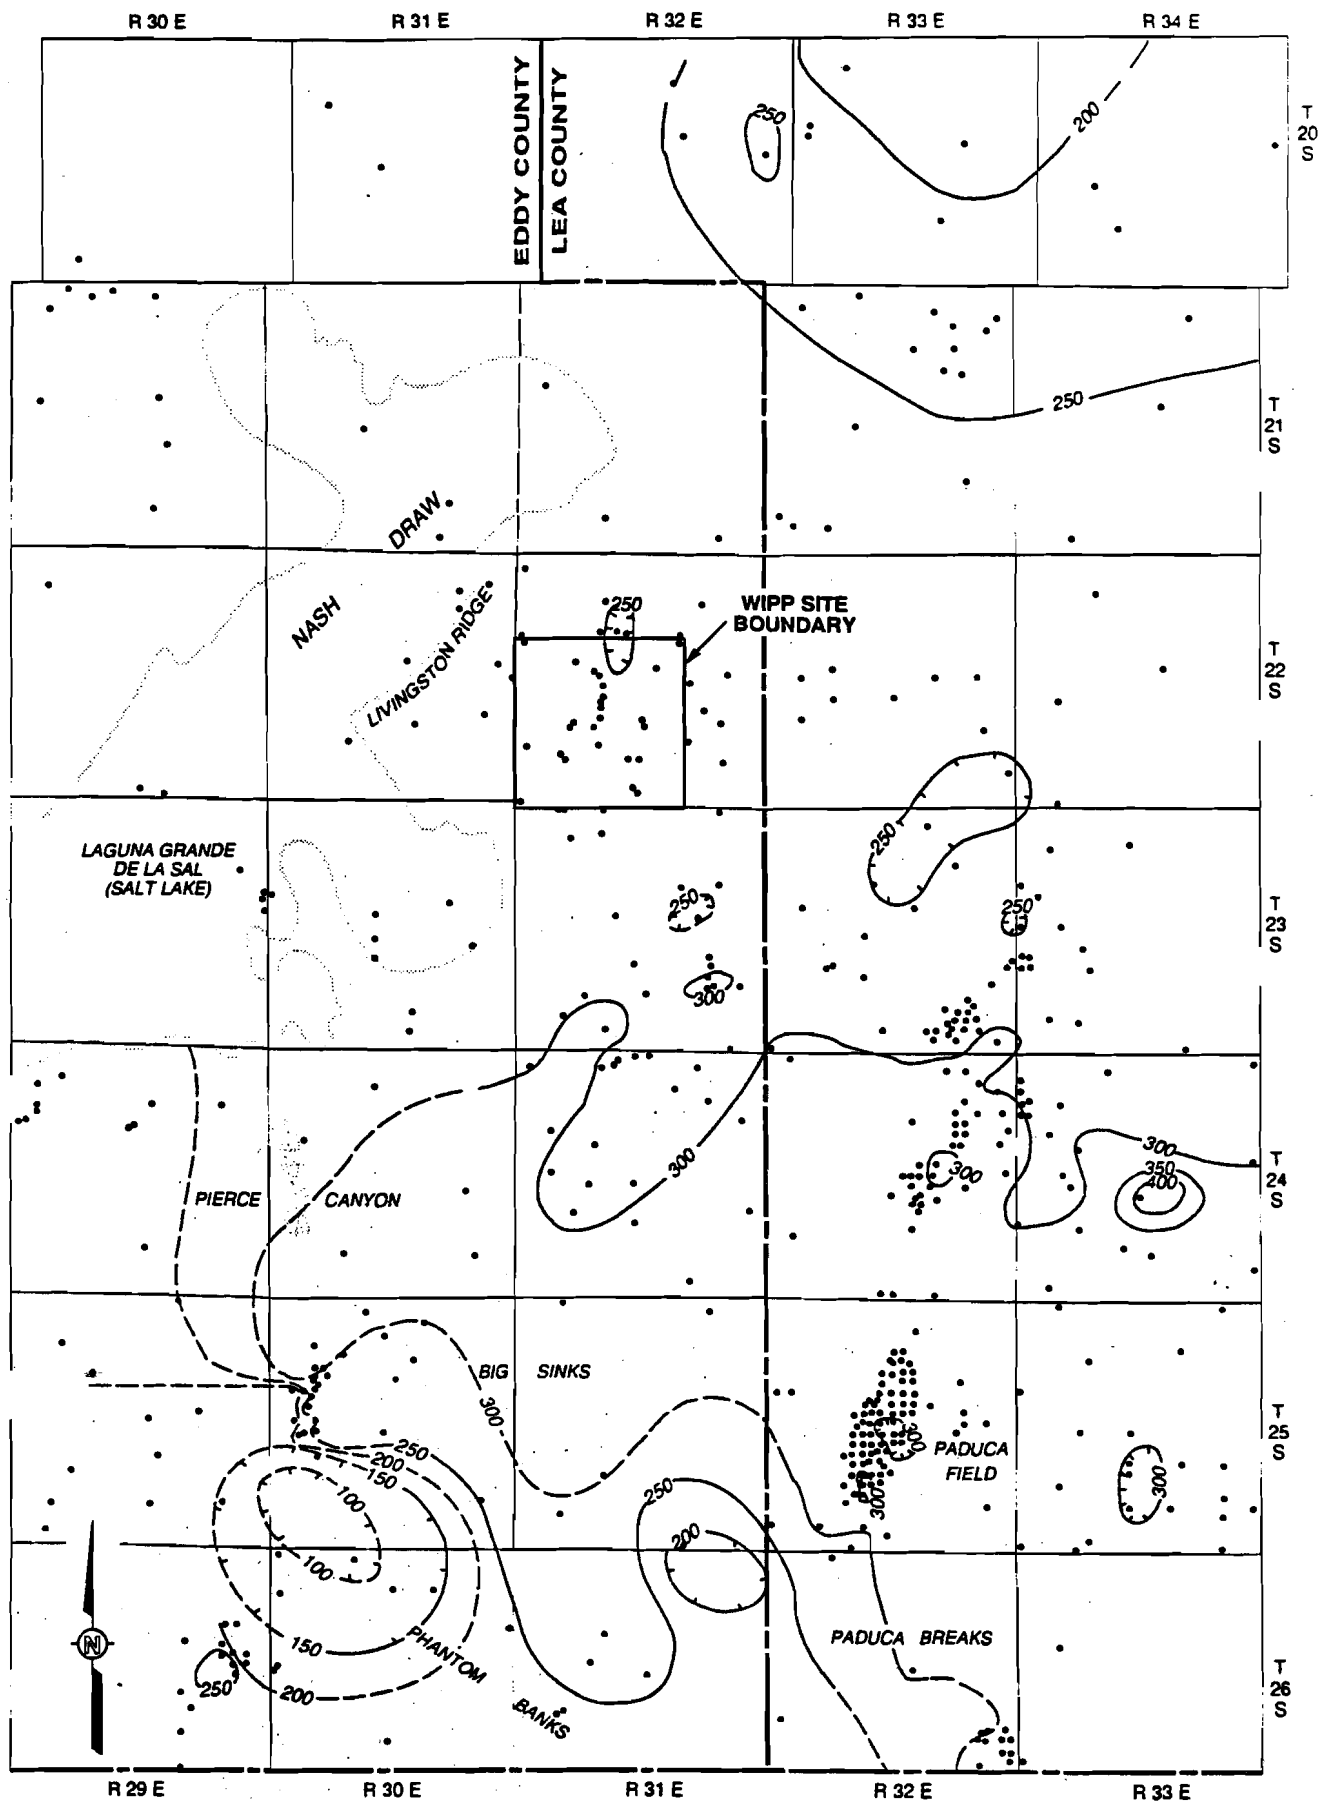 R 30 E R 31 E R 32 E R 33 E R 34 E
EDDY COUNTY
LEA COUNTY
250
200
T
20
S
250
T
21
S
DRAW
NASH
LIVINGSTON RIDGE
250
WIPP SITE
BOUNDARY
T
22
S
250
LAGUNA GRANDE
DE LA SAL
(SALT LAKE)
250
250
T
23
S
300
300
300
300
350
400
T
24
S
PIERCE CANYON
BIG SINKS
300
250
200
150
100
250
300
PADUCA
FIELD
300
300
T
25
S
200
100
150
PHANTOM
BANKS
PADUCA BREAKS
250
200
N
T
26
S
R 29 E R 30 E R 31 E R 32 E R 33 E